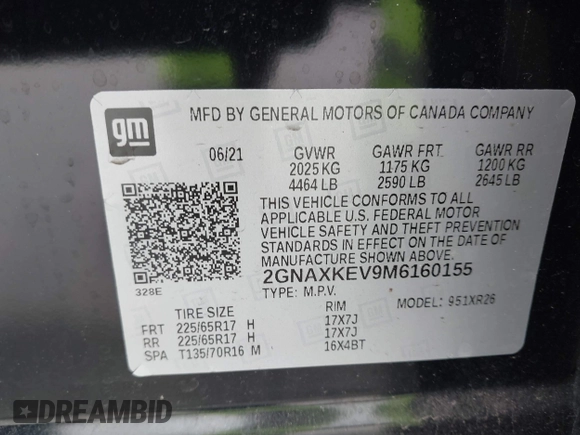 gm
MFD BY GENERAL MOTORS OF CANADA COMPANY
06/21 GVWR GAWR FRT GAWR RR
2025 KG 1175 KG 1200 KG
4464 LB 2590 LB 2645 LB
THIS VEHICLE CONFORMS TO ALL
APPLICABLE U.S. FEDERAL MOTOR
VEHICLE SAFETY AND THEFT PREVENTION
STANDARDS IN EFFECT ON THE DATE
OF MANUFACTURE SHOWN ABOVE.
2GNAXKEV9M6160155
328E TYPE: M.P.V. MODEL: 951XR26
TIRE SIZE RIM
FRT 225/65R17 H 17X7J
RR 225/65R17 H 17X7J
SPA T135/70R16 M 16X4BT
DREAMBID